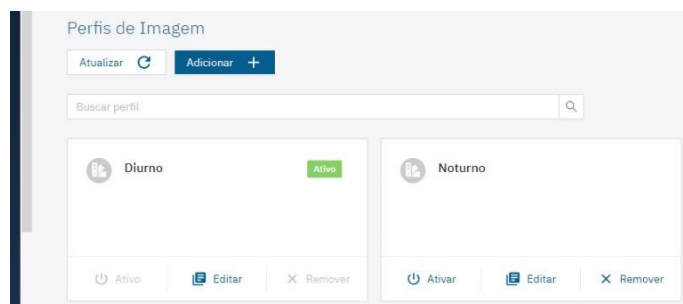 Perfis de Imagem
Atualizar Adicionar
Buscar perfil
Diurno Ativo Noturno
Ativo Editar Remover Ativar Editar Remover